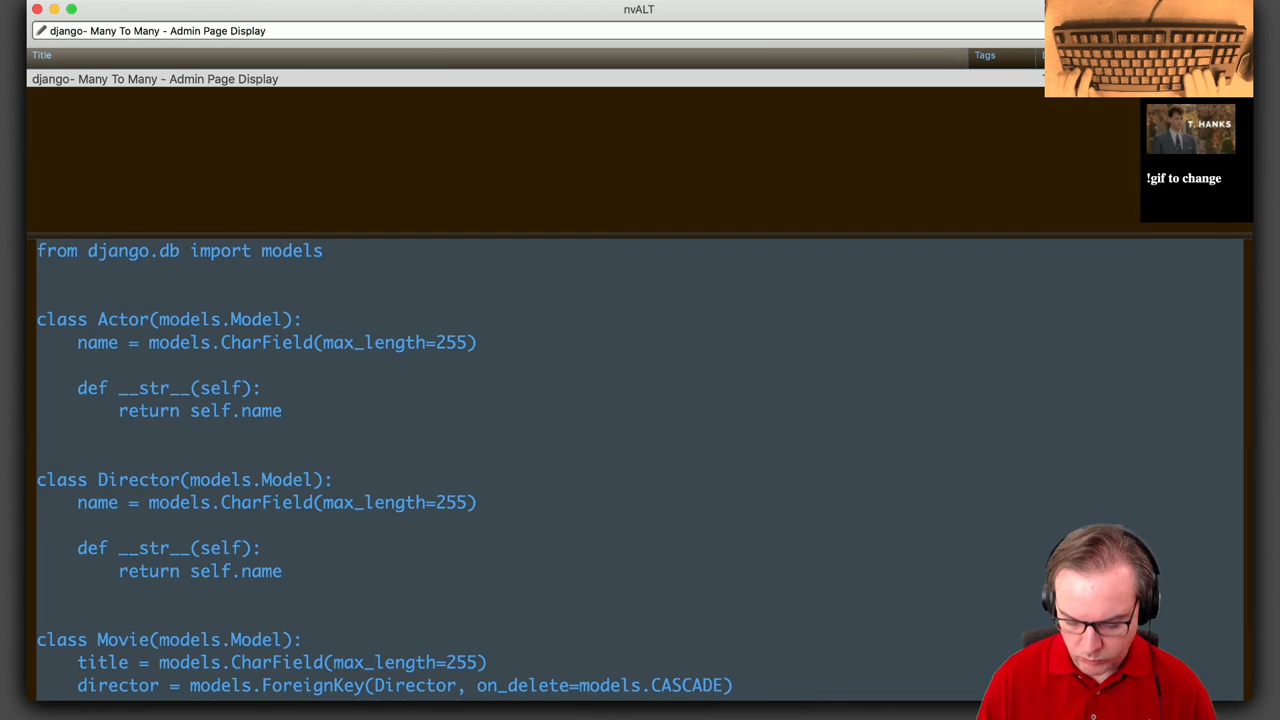 nvALT
django- Many To Many - Admin Page Display
Title
Tags
django- Many To Many - Admin Page Display
T. HANKS
!gif to change
from django.db import models
class Actor(models.Model):
name = models.CharField(max_length=255)
def __str__(self):
return self.name
class Director(models.Model):
name = models.CharField(max_length=255)
def __str__(self):
return self.name
class Movie(models.Model):
title = models.CharField(max_length=255)
director = models.ForeignKey(Director, on_delete=models.CASCADE)